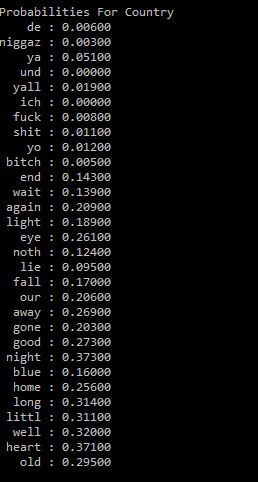 Probabilities For Country
de : 0.00600
niggaz : 0.00300
ya : 0.05100
und : 0.00000
yall : 0.01900
ich : 0.00000
fuck : 0.00800
shit : 0.01100
yo : 0.01200
bitch : 0.00500
end : 0.14300
wait : 0.13900
again : 0.20900
light : 0.18900
eye : 0.26100
noth : 0.12400
lie : 0.09500
fall : 0.17000
our : 0.20600
away : 0.26900
gone : 0.20300
good : 0.27300
night : 0.37300
blue : 0.16000
home : 0.25600
long : 0.31400
littl : 0.31100
well : 0.32000
heart : 0.37100
old : 0.29500